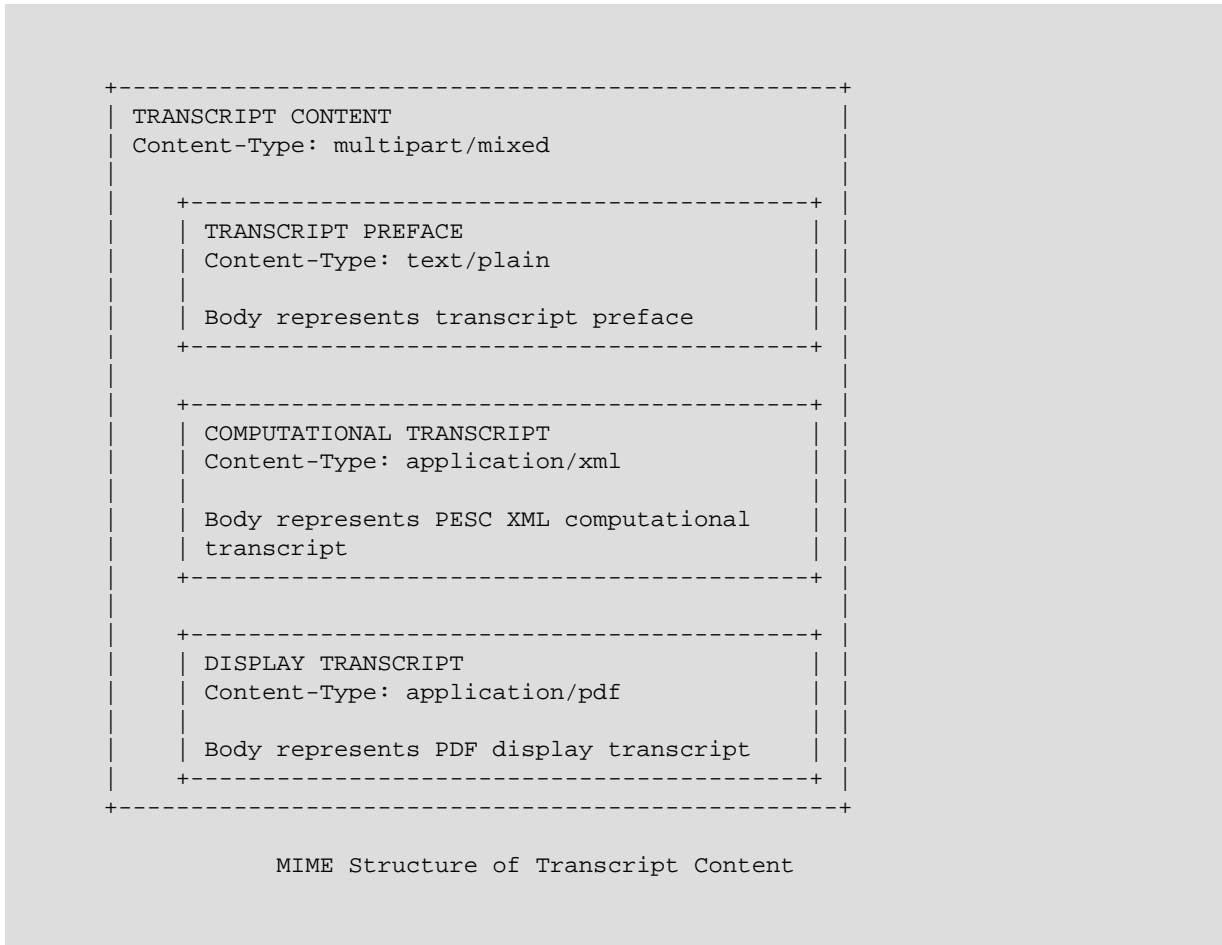 TRANSCRIPT CONTENT
Content-Type: multipart/mixed
TRANSCRIPT PREFACE
Content-Type: text/plain
Body represents transcript preface
COMPUTATIONAL TRANSCRIPT
Content-Type: application/xml
Body represents PESC XML computational
transcript
DISPLAY TRANSCRIPT
Content-Type: application/pdf
Body represents PDF display transcript
MIME Structure of Transcript Content